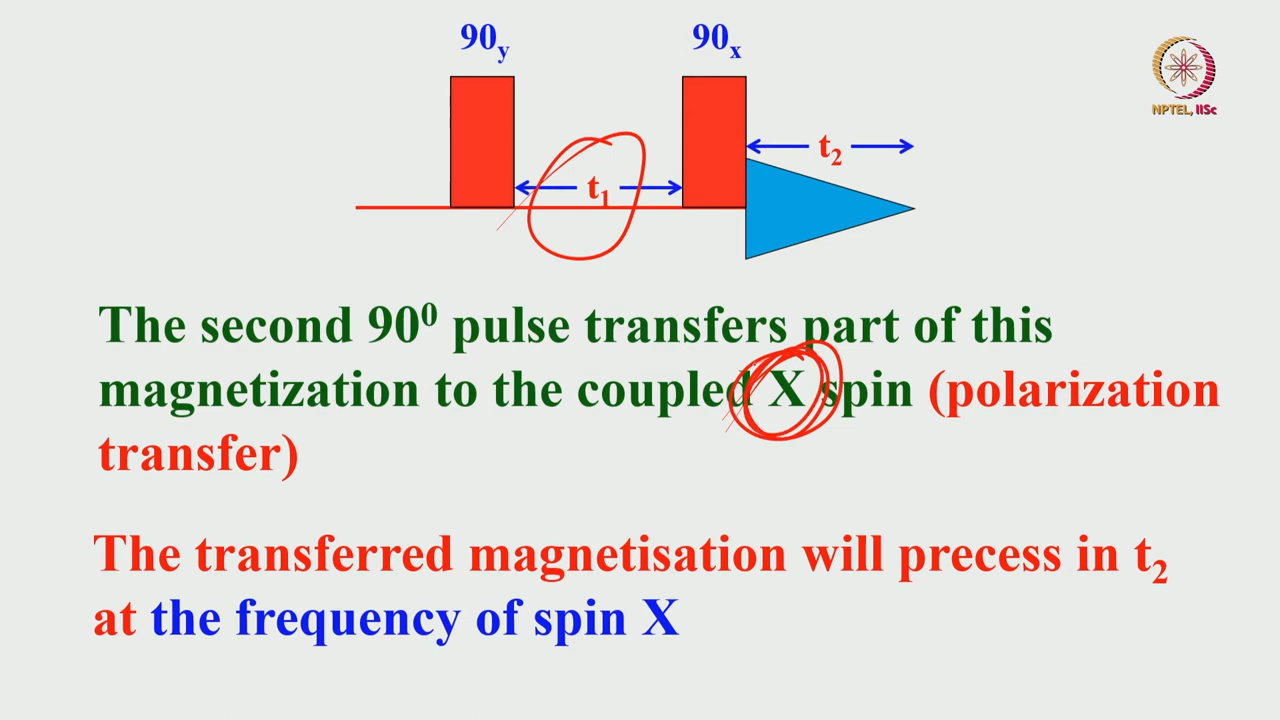 90y
90x
NPTEL, IISc
t2
t1
The second 90⁰ pulse transfers part of this
magnetization to the coupled X spin (polarization
transfer)
The transferred magnetisation will precess in t2
at the frequency of spin X